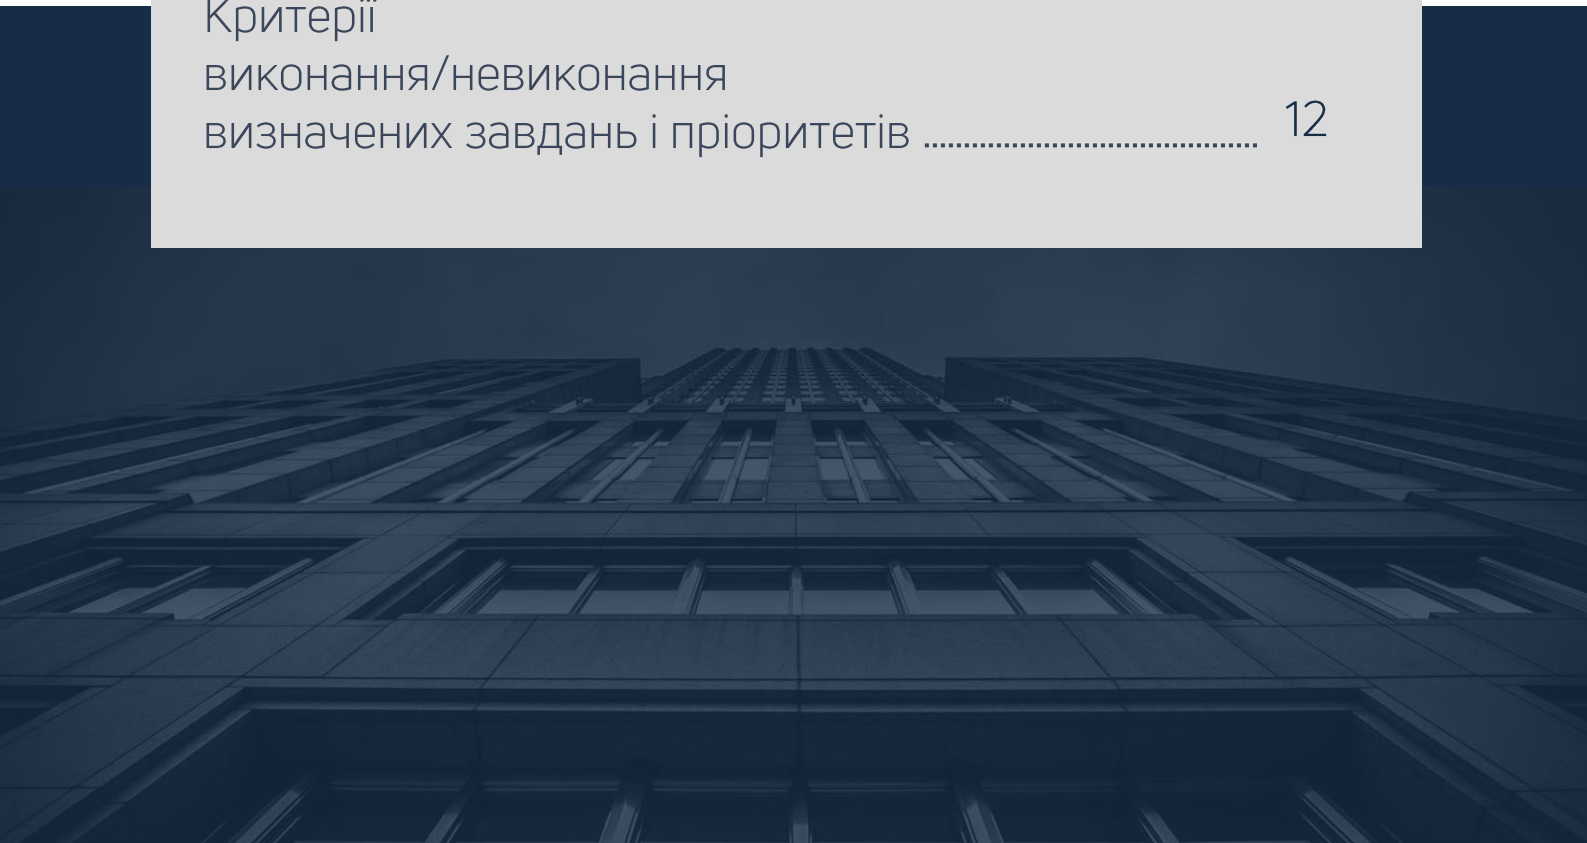 Критерії
виконання/невиконання
визначених завдань і пріоритетів ........................................... 12